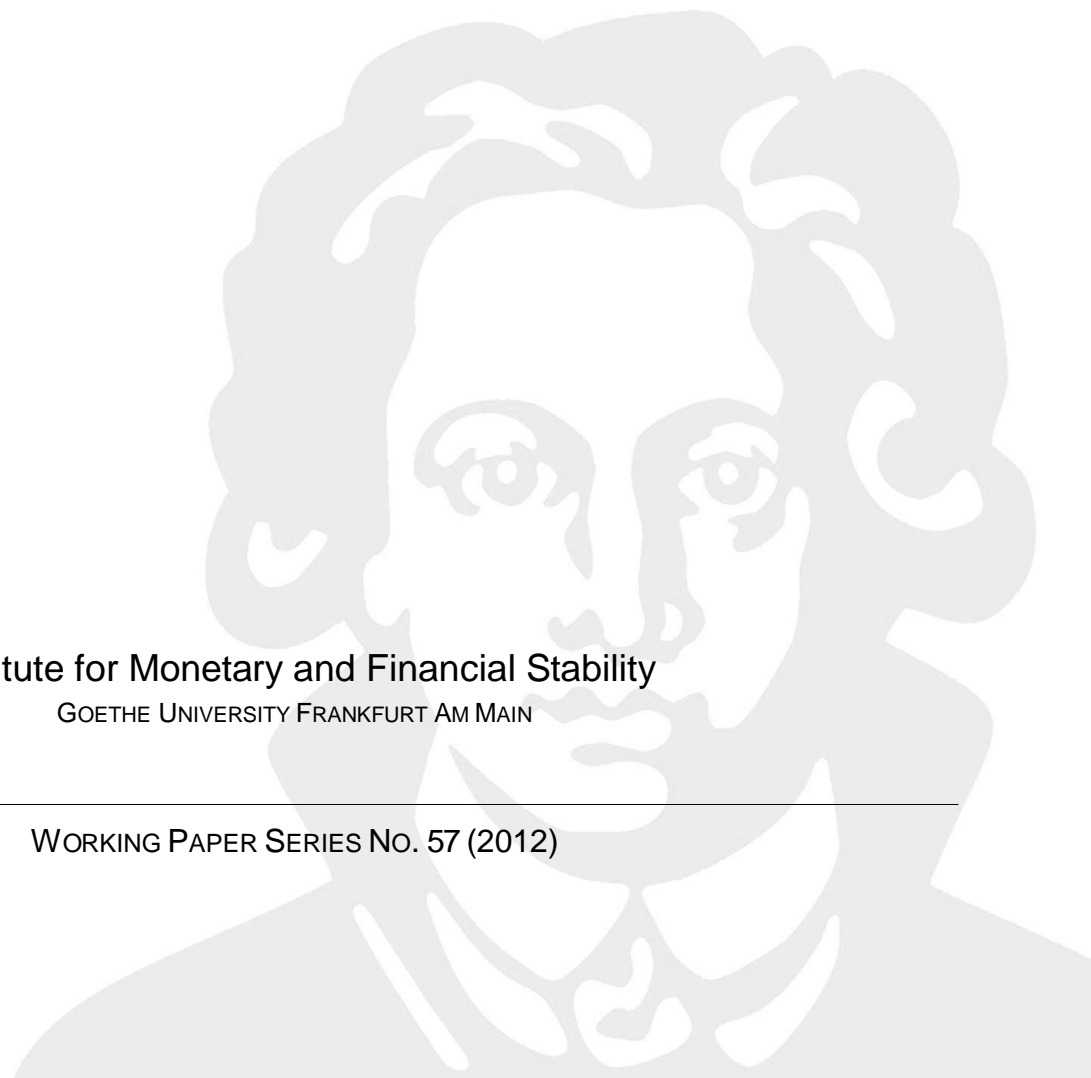 tute for Monetary and Financial Stability
GOETHE UNIVERSITY FRANKFURT AM MAIN
WORKING PAPER SERIES NO. 57 (2012)